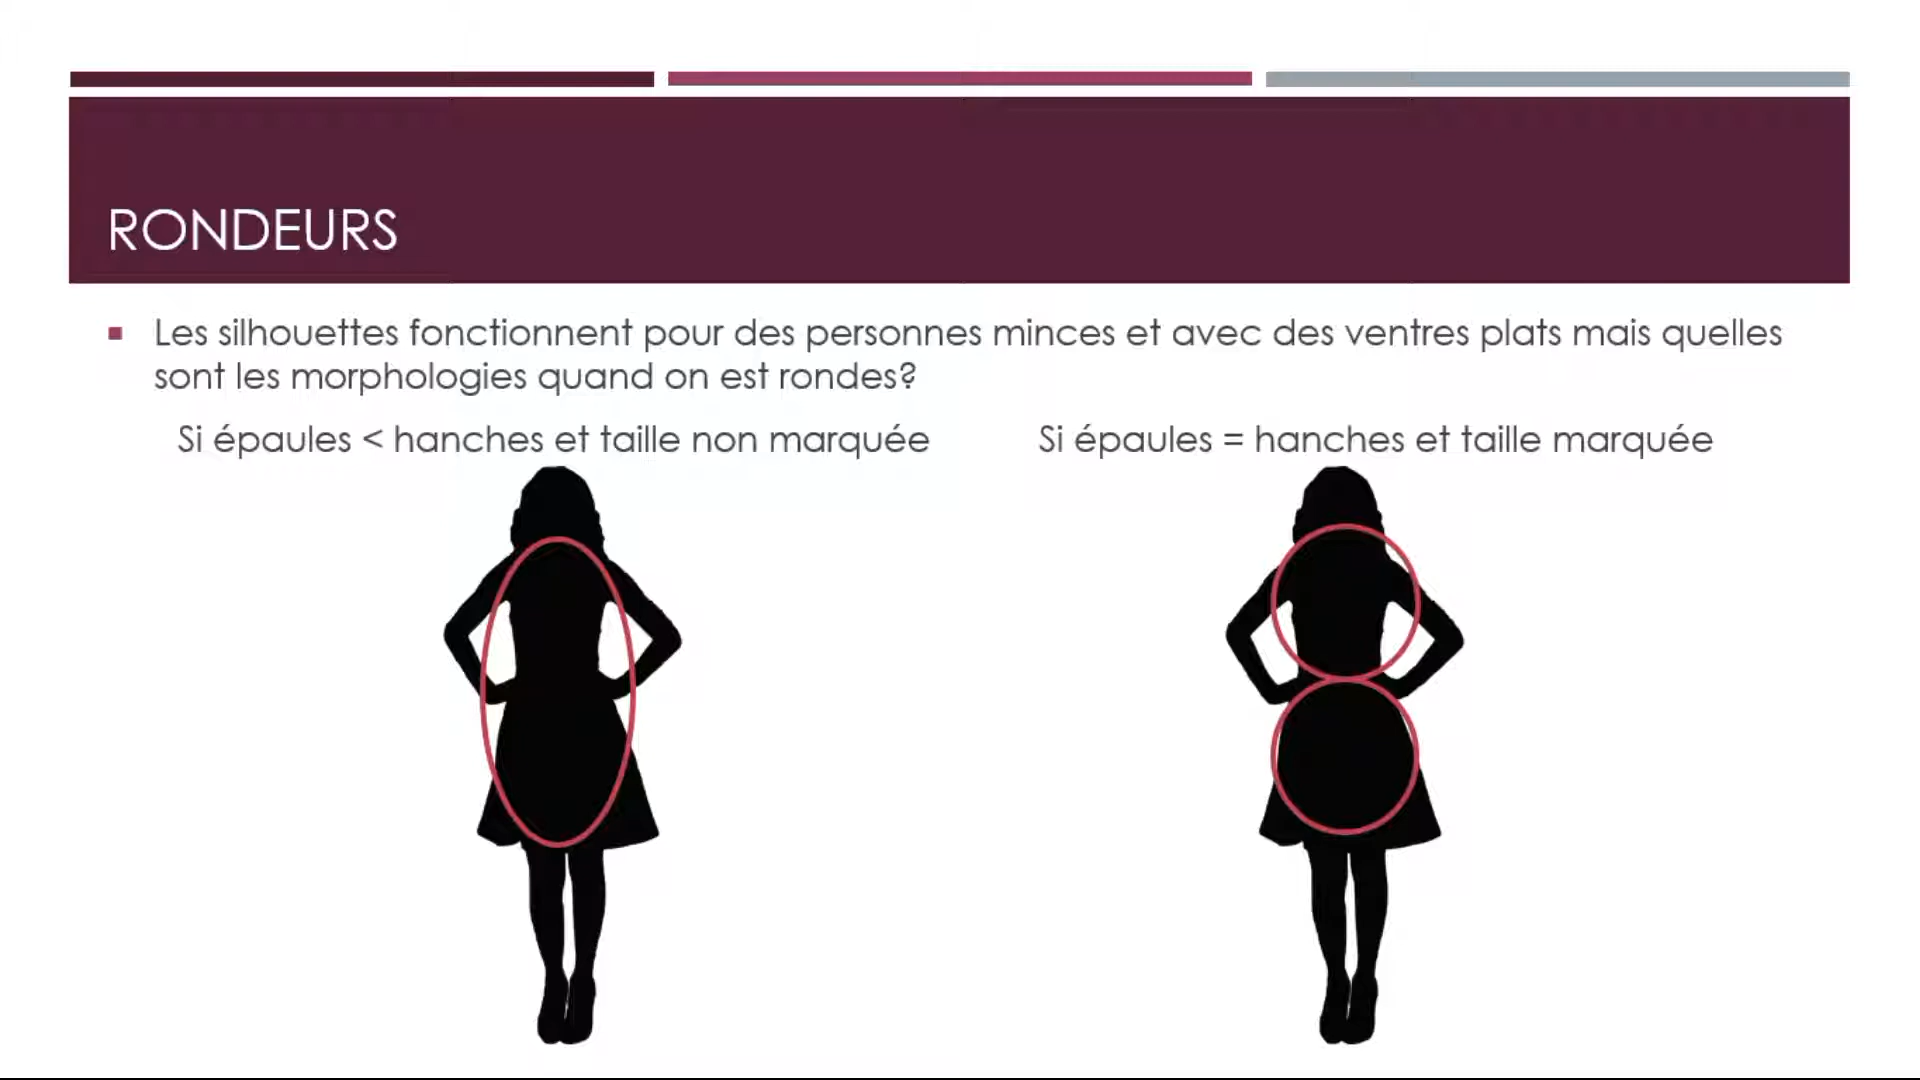 RONDEURS
Les silhouettes fonctionnent pour des personnes minces et avec des ventres plats mais quelles
sont les morphologies quand on est rondes?
Si épaules < hanches et taille non marquée
Si épaules = hanches et taille marquée